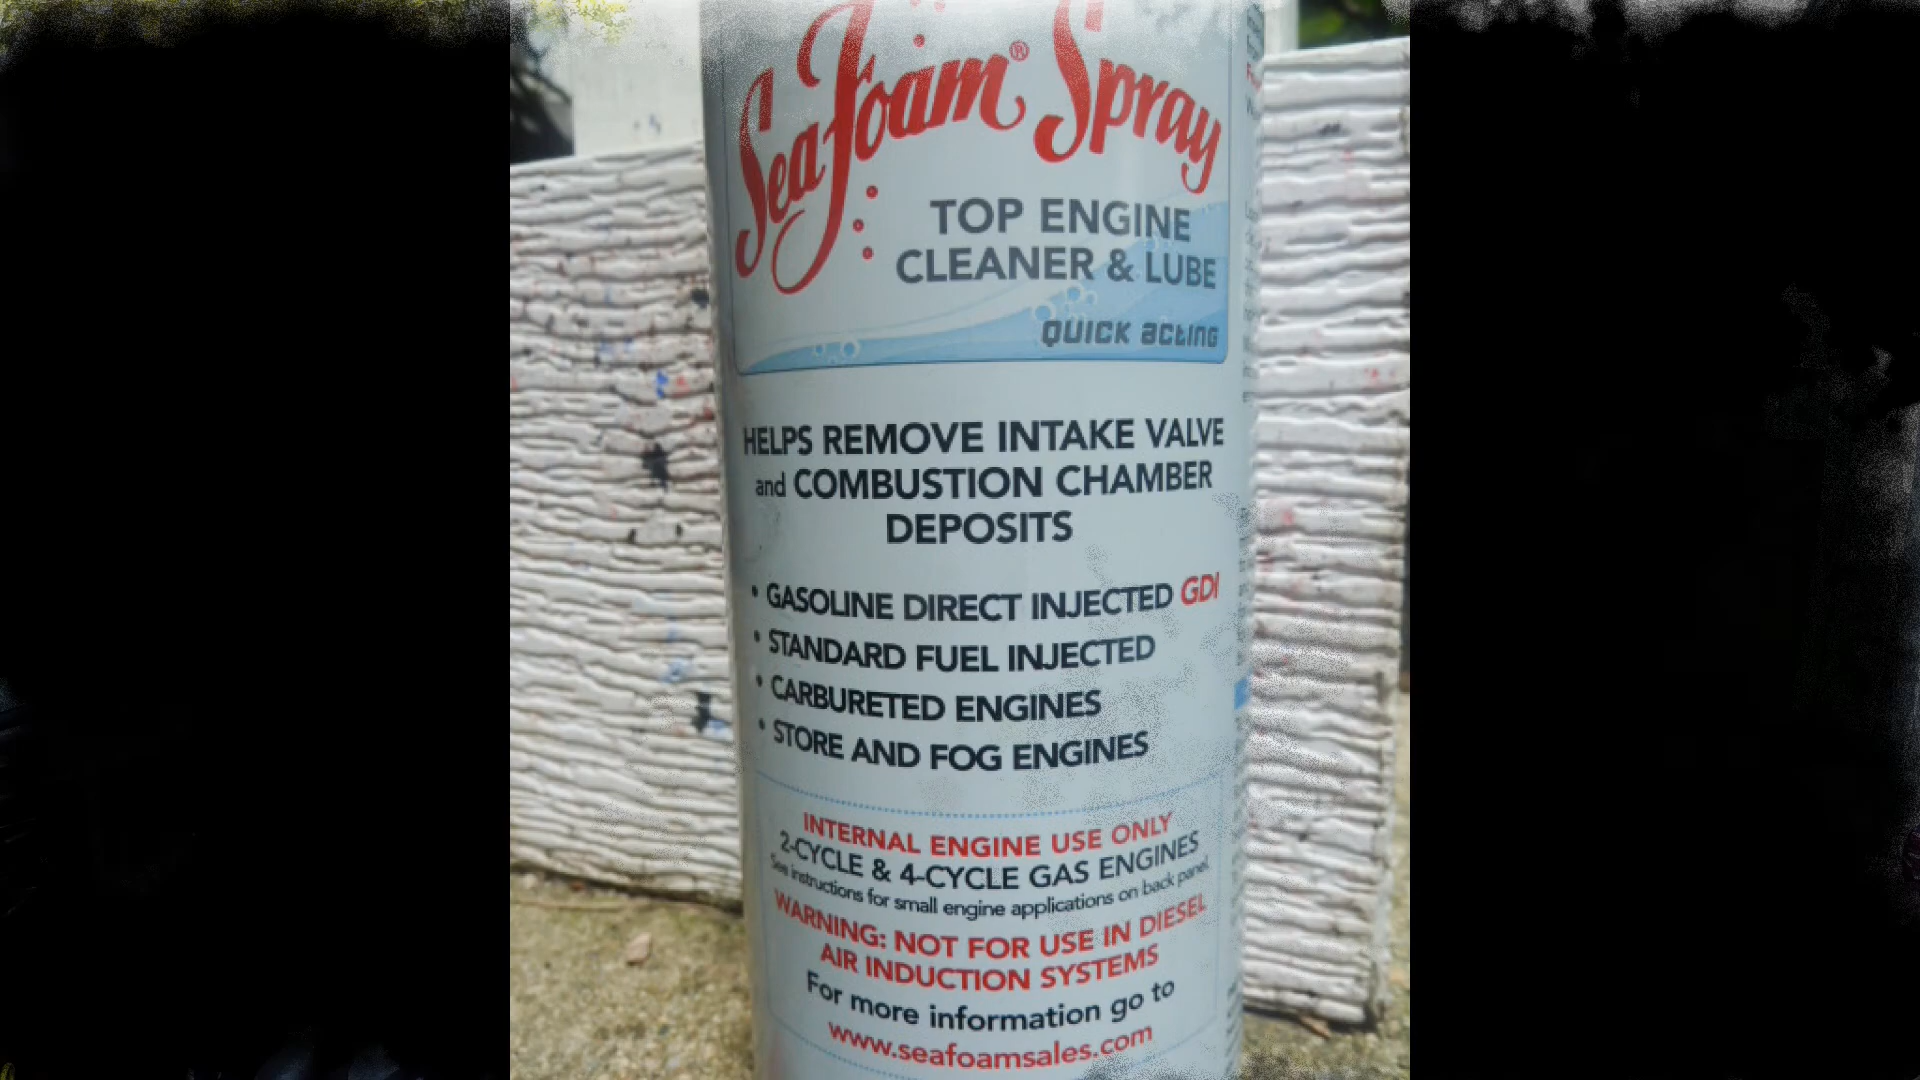 Sea Foam® Spray
TOP ENGINE
CLEANER & LUBE
QUICK ACTING
HELPS REMOVE INTAKE VALVE
and COMBUSTION CHAMBER
DEPOSITS
• GASOLINE DIRECT INJECTED GDI
• STANDARD FUEL INJECTED
• CARBURETED ENGINES
• STORE AND FOG ENGINES
INTERNAL ENGINE USE ONLY
2-CYCLE & 4-CYCLE GAS ENGINES
See instructions for small engine applications on back panel.
WARNING: NOT FOR USE IN DIESEL
AIR INDUCTION SYSTEMS
For more information go to
www.seafoamsales.com